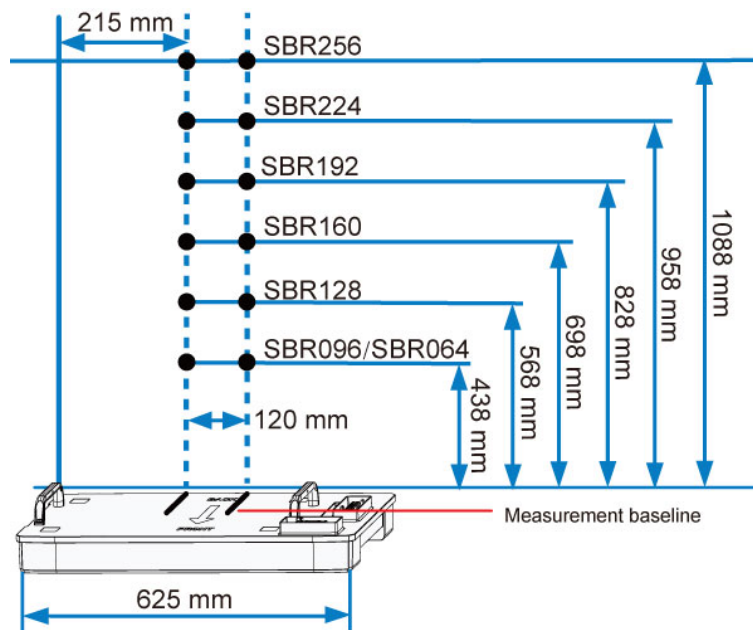 215 mm
SBR256
SBR224
SBR192
SBR160
SBR128
SBR096/SBR064
120 mm
438 mm
568 mm
698 mm
828 mm
958 mm
1088 mm
FRONT
Measurement baseline
625 mm